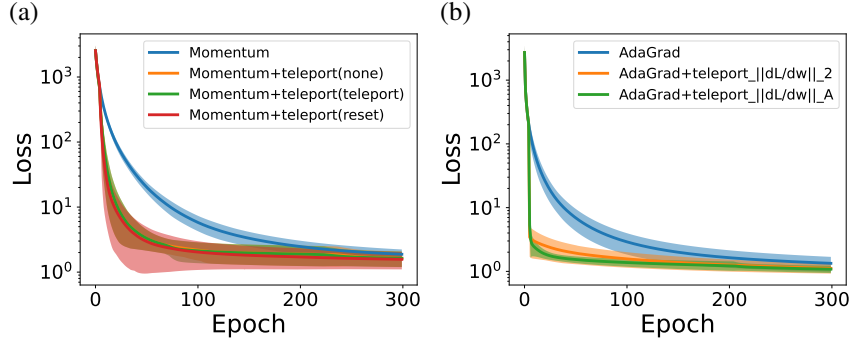 (a)
Loss
10³
10²
10¹
10⁰
Momentum
Momentum+teleport(none)
Momentum+teleport(teleport)
Momentum+teleport(reset)
0
100
200
300
Epoch
(b)
Loss
10³
10²
10¹
10⁰
AdaGrad
AdaGrad+teleport_||dL/dw||_2
AdaGrad+teleport_||dL/dw||_A
0
100
200
300
Epoch